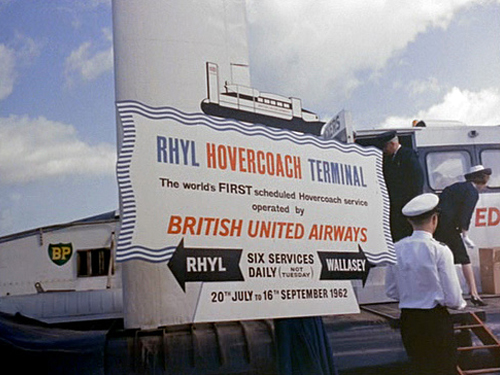 RHYL HOVERCOACH TERMINAL
The world's FIRST scheduled Hovercoach service
operated by
BRITISH UNITED AIRWAYS
RHYL
SIX SERVICES
DAILY (NOT TUESDAY)
WALLASEY
20TH JULY TO 16TH SEPTEMBER 1962
BP
ED